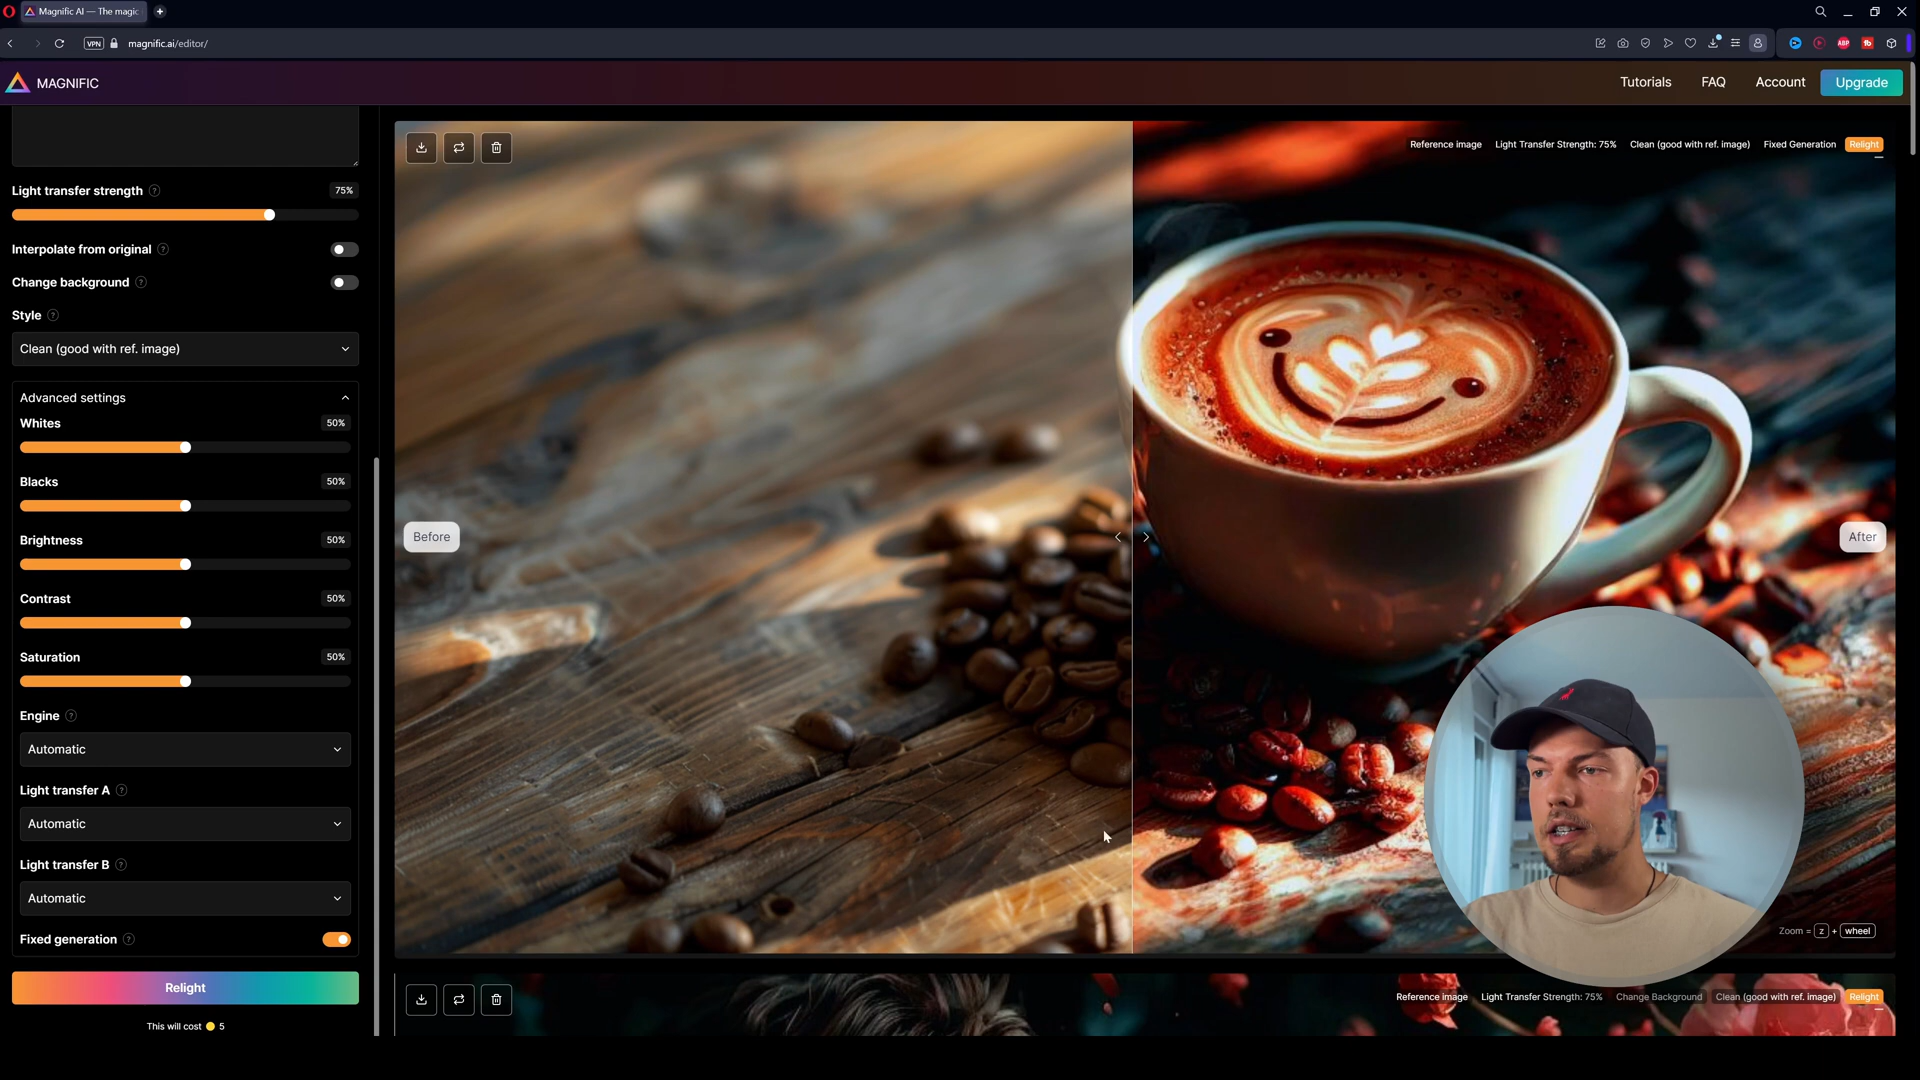 Magnific AI — The magic
VPN
magnific.ai/editor/
ABP
MAGNIFIC
Tutorials
FAQ
Account
Upgrade
Light transfer strength ?
75%
Interpolate from original ?
Change background ?
Style ?
Clean (good with ref. image)
Advanced settings
Whites
50%
Blacks
50%
Brightness
50%
Contrast
50%
Saturation
50%
Engine ?
Automatic
Light transfer A ?
Automatic
Light transfer B ?
Automatic
Fixed generation ?
Relight
This will cost 5
Reference image
Light Transfer Strength: 75%
Clean (good with ref. image)
Fixed Generation
Relight
Before
After
Zoom = z + wheel
Reference image
Light Transfer Strength: 75%
Change Background
Clean (good with ref. image)
Relight